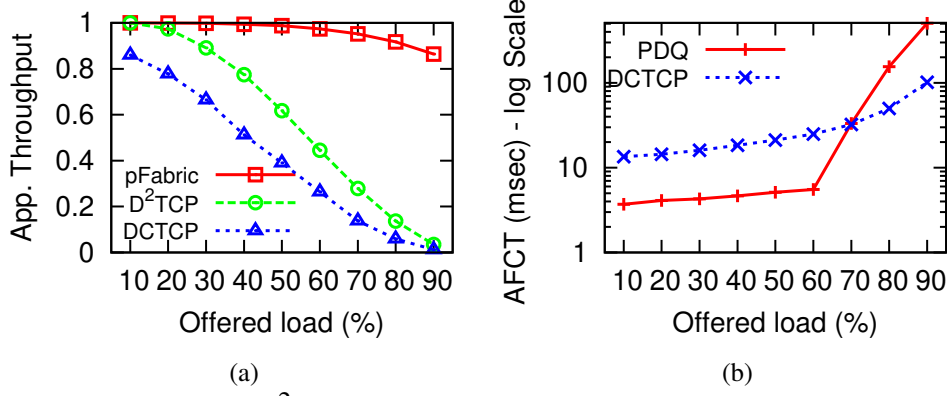 App. Throughput
1
0.8
0.6
0.4
0.2
0
pFabric
D²TCP
DCTCP
10 20 30 40 50 60 70 80 90
Offered load (%)
(a)
AFCT (msec) - log Scale
100
10
1
PDQ
DCTCP
10 20 30 40 50 60 70 80 90
Offered load (%)
(b)